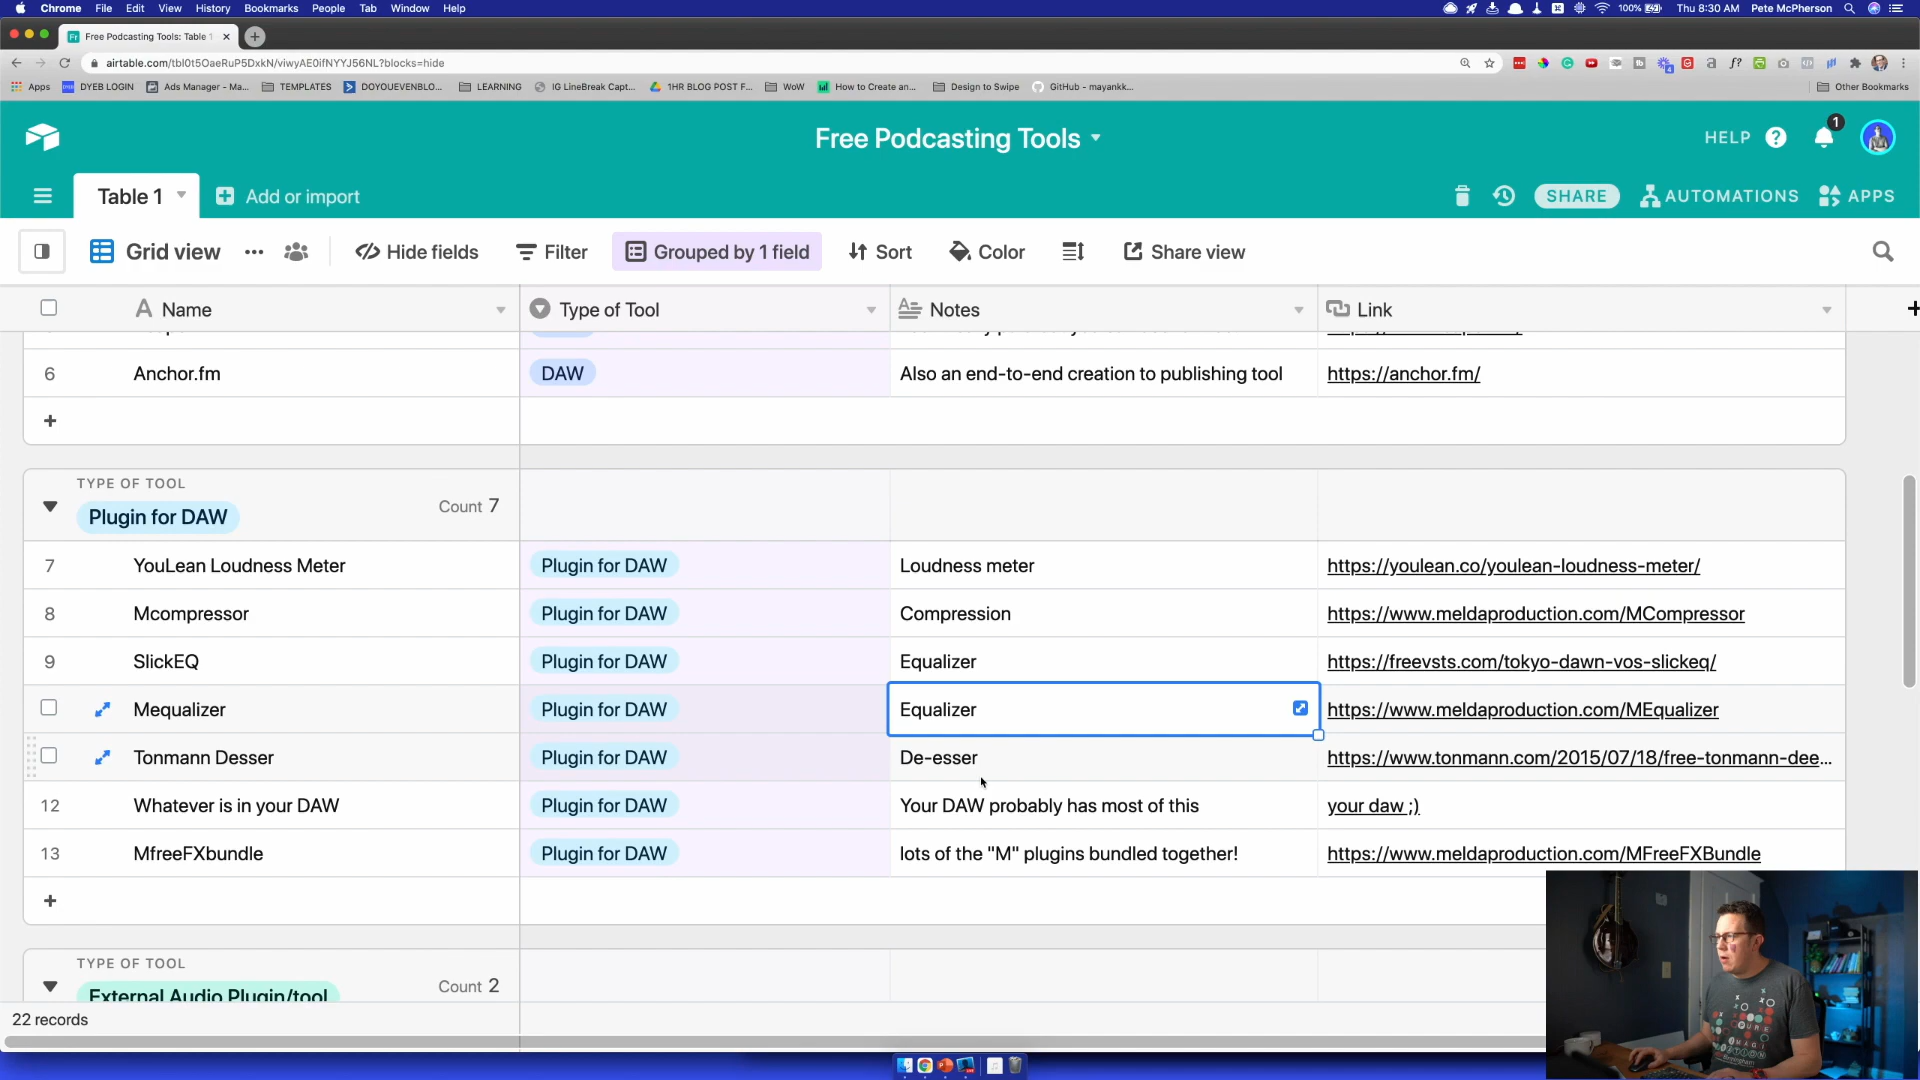 Chrome File Edit View History Bookmarks People Tab Window Help
100% Thu 8:30 AM Pete McPherson
Free Podcasting Tools: Table 1
airtable.com/tbl0t5OaeRuP5DxkN/viwyAE0ifNYYJ56NL?blocks=hide
Apps DYEB LOGIN Ads Manager - Ma... TEMPLATES DOYOUEVENBLO... LEARNING IG LineBreak Capt... 1HR BLOG POST F... WoW How to Create an... Design to Swipe GitHub - mayankk... Other Bookmarks
Free Podcasting Tools
HELP
1
Table 1
Add or import
SHARE
AUTOMATIONS
APPS
Grid view
Hide fields
Filter
Grouped by 1 field
Sort
Color
Share view
Name Type of Tool Notes Link
6 Anchor.fm DAW Also an end-to-end creation to publishing tool https://anchor.fm/
TYPE OF TOOL
Plugin for DAW
Count 7
7 YouLean Loudness Meter Plugin for DAW Loudness meter https://youlean.co/youlean-loudness-meter/
8 Mcompressor Plugin for DAW Compression https://www.meldaproduction.com/MCompressor
9 SlickEQ Plugin for DAW Equalizer https://freevsts.com/tokyo-dawn-vos-slickeq/
Mequalizer Plugin for DAW Equalizer https://www.meldaproduction.com/MEqualizer
Tonmann Desser Plugin for DAW De-esser https://www.tonmann.com/2015/07/18/free-tonmann-dee...
12 Whatever is in your DAW Plugin for DAW Your DAW probably has most of this your daw ;)
13 MfreeFXbundle Plugin for DAW lots of the "M" plugins bundled together! https://www.meldaproduction.com/MFreeFXBundle
TYPE OF TOOL
External Audio Plugin/tool
Count 2
22 records